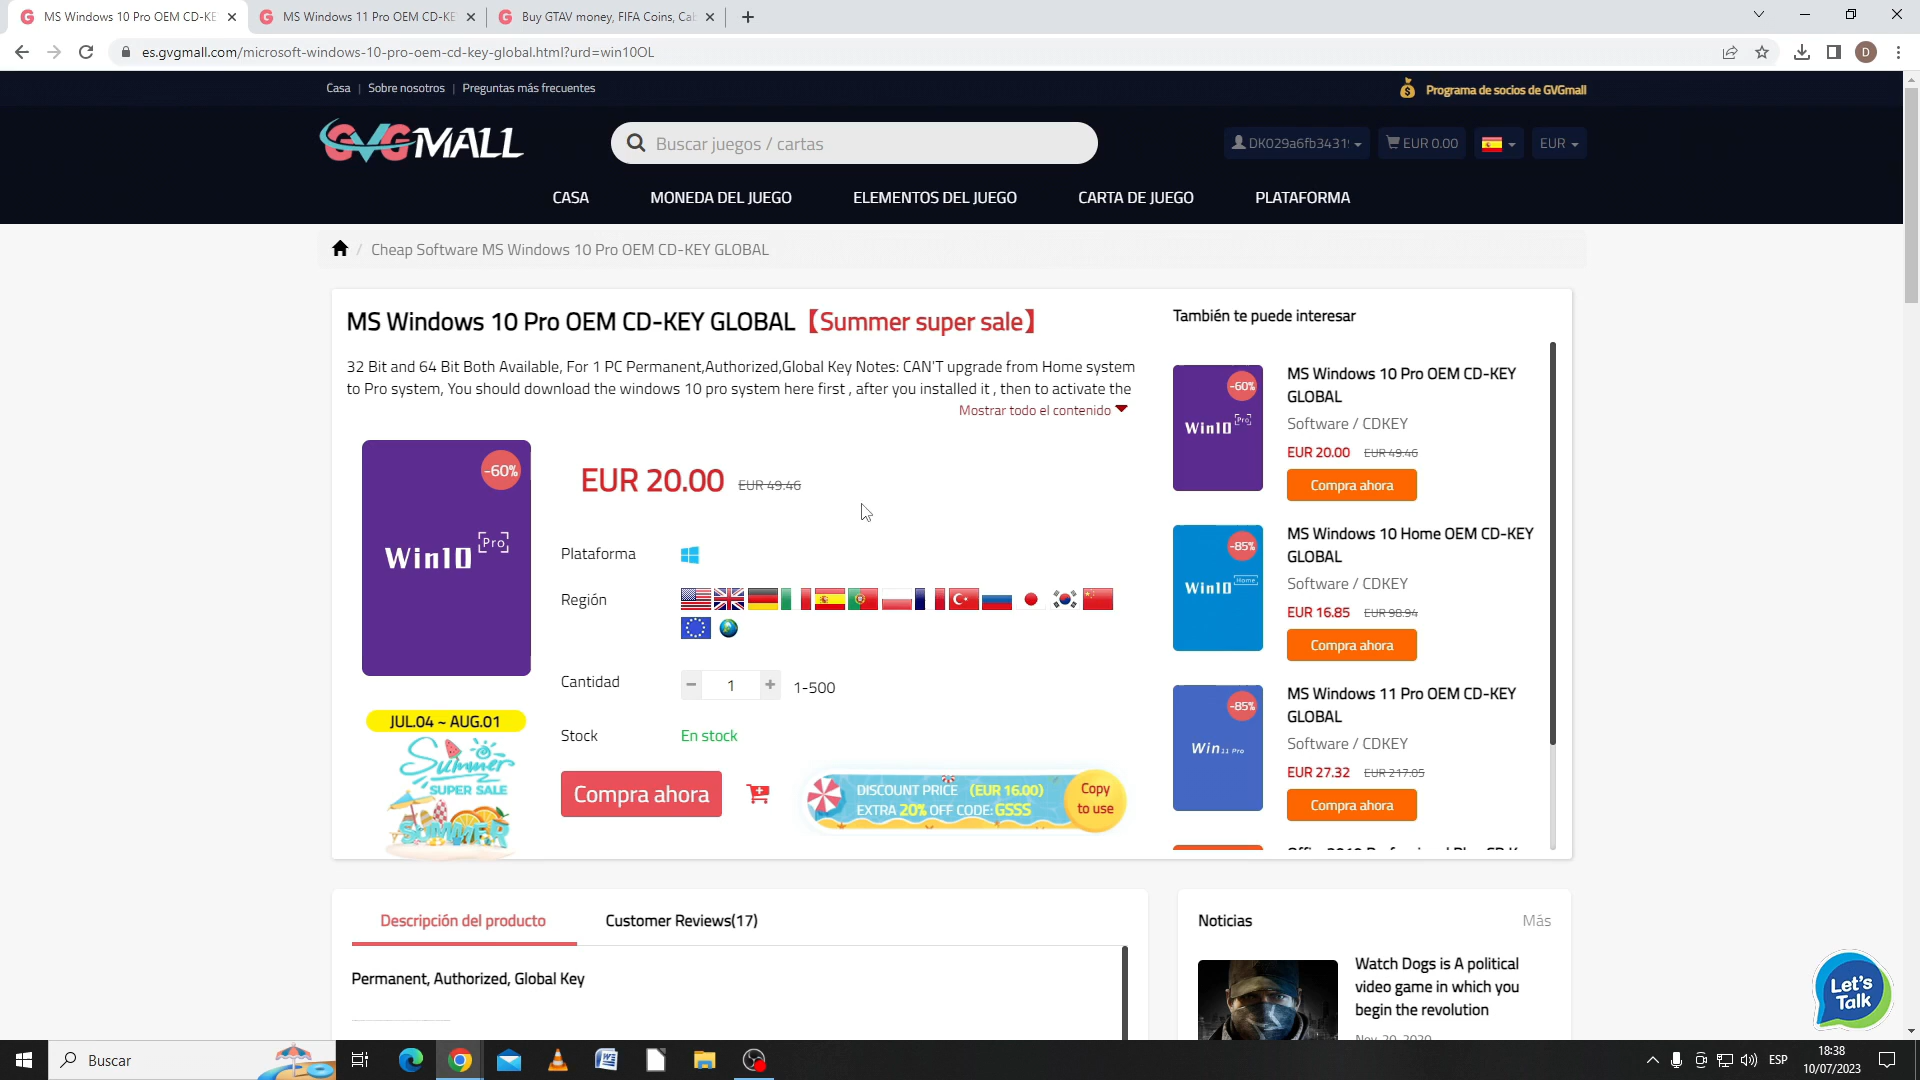 MS Windows 10 Pro OEM CD-KE
MS Windows 11 Pro OEM CD-KE
Buy GTAV money, FIFA Coins, Ca
es.gvgmall.com/microsoft-windows-10-pro-oem-cd-key-global.html?urd=win10OL
D
Casa | Sobre nosotros | Preguntas más frecuentes
Programa de socios de GVGmall
GVGMALL
Buscar juegos / cartas
EUR 0.00
EUR
CASA
MONEDA DEL JUEGO
ELEMENTOS DEL JUEGO
CARTA DE JUEGO
PLATAFORMA
/ Cheap Software MS Windows 10 Pro OEM CD-KEY GLOBAL
MS Windows 10 Pro OEM CD-KEY GLOBAL【Summer super sale】
32 Bit and 64 Bit Both Available, For 1 PC Permanent,Authorized,Global Key Notes: CAN'T upgrade from Home system
to Pro system, You should download the windows 10 pro system here first , after you installed it , then to activate the
Mostrar todo el contenido
-60%
Win10 Pro
EUR 20.00 EUR 49.46
Plataforma
Región
Cantidad
− 1 + 1-500
Stock
En stock
JUL.04 ~ AUG.01
Summer
SUPER SALE
SUMMER
Compra ahora
DISCOUNT PRICE (EUR 16.00)
EXTRA 20% OFF CODE: GSSS
Copy
to use
También te puede interesar
-60%
Win10 Pro
MS Windows 10 Pro OEM CD-KEY
GLOBAL
Software / CDKEY
EUR 20.00 EUR 49.46
Compra ahora
-85%
Win10 Home
MS Windows 10 Home OEM CD-KEY
GLOBAL
Software / CDKEY
EUR 16.85 EUR 98.94
Compra ahora
-85%
Win 11 Pro
MS Windows 11 Pro OEM CD-KEY
GLOBAL
Software / CDKEY
EUR 27.32 EUR 217.05
Compra ahora
Descripción del producto
Customer Reviews(17)
Permanent, Authorized, Global Key
Noticias
Más
Watch Dogs is A political
video game in which you
begin the revolution
Nov 20, 2020
Let's
Talk
Buscar
ESP
18:38
10/07/2023